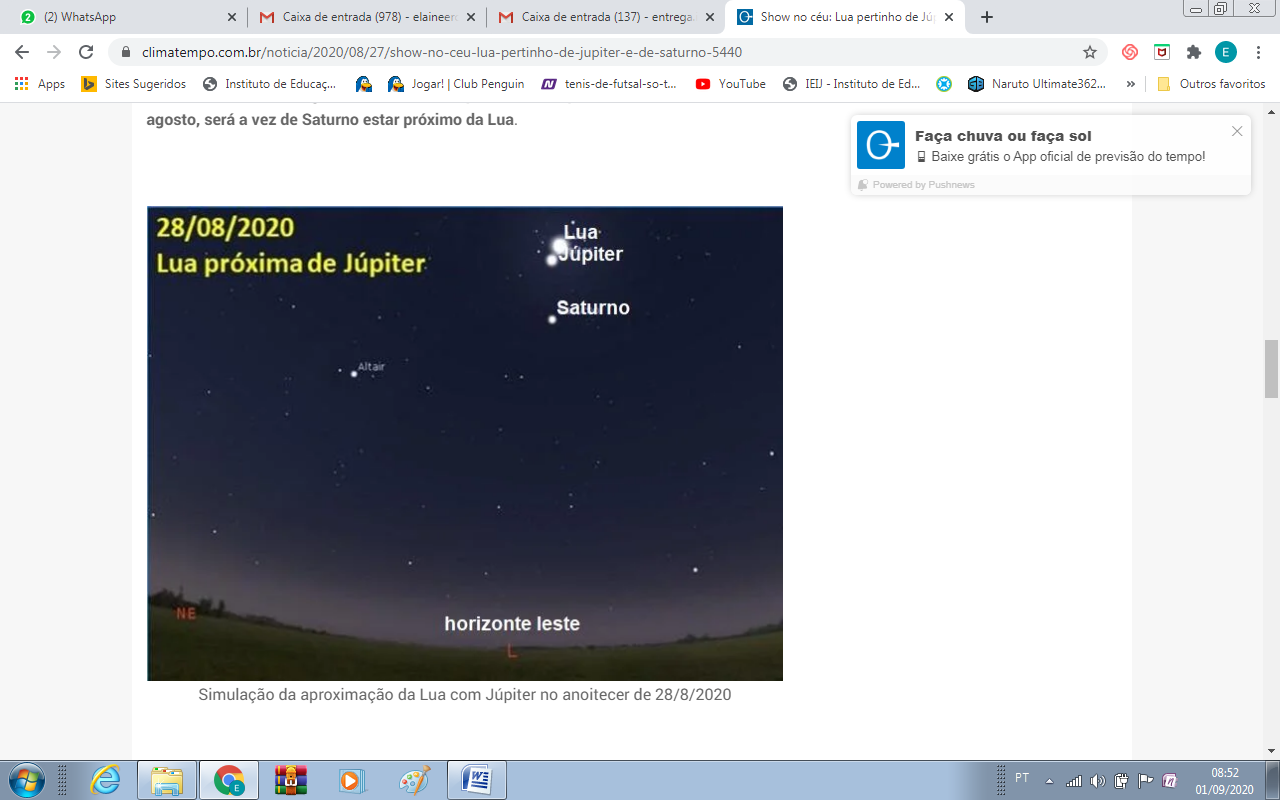 (2) WhatsApp
Caixa de entrada (978) - elaineero
Caixa de entrada (137) - entrega.
Show no céu: Lua pertinho de Jú
climatempo.com.br/noticia/2020/08/27/show-no-ceu-lua-pertinho-de-jupiter-e-de-saturno-5440
E
Apps
Sites Sugeridos
Instituto de Educaç...
Jogar! | Club Penguin
tenis-de-futsal-so-t...
YouTube
IEIJ - Instituto de Ed...
Naruto Ultimate362...
»
Outros favoritos
agosto, será a vez de Saturno estar próximo da Lua.
Faça chuva ou faça sol
Baixe grátis o App oficial de previsão do tempo!
Powered by Pushnews
28/08/2020
Lua próxima de Júpiter
Lua
Júpiter
Saturno
Altair
NE
horizonte leste
L
Simulação da aproximação da Lua com Júpiter no anoitecer de 28/8/2020
PT
08:52
01/09/2020